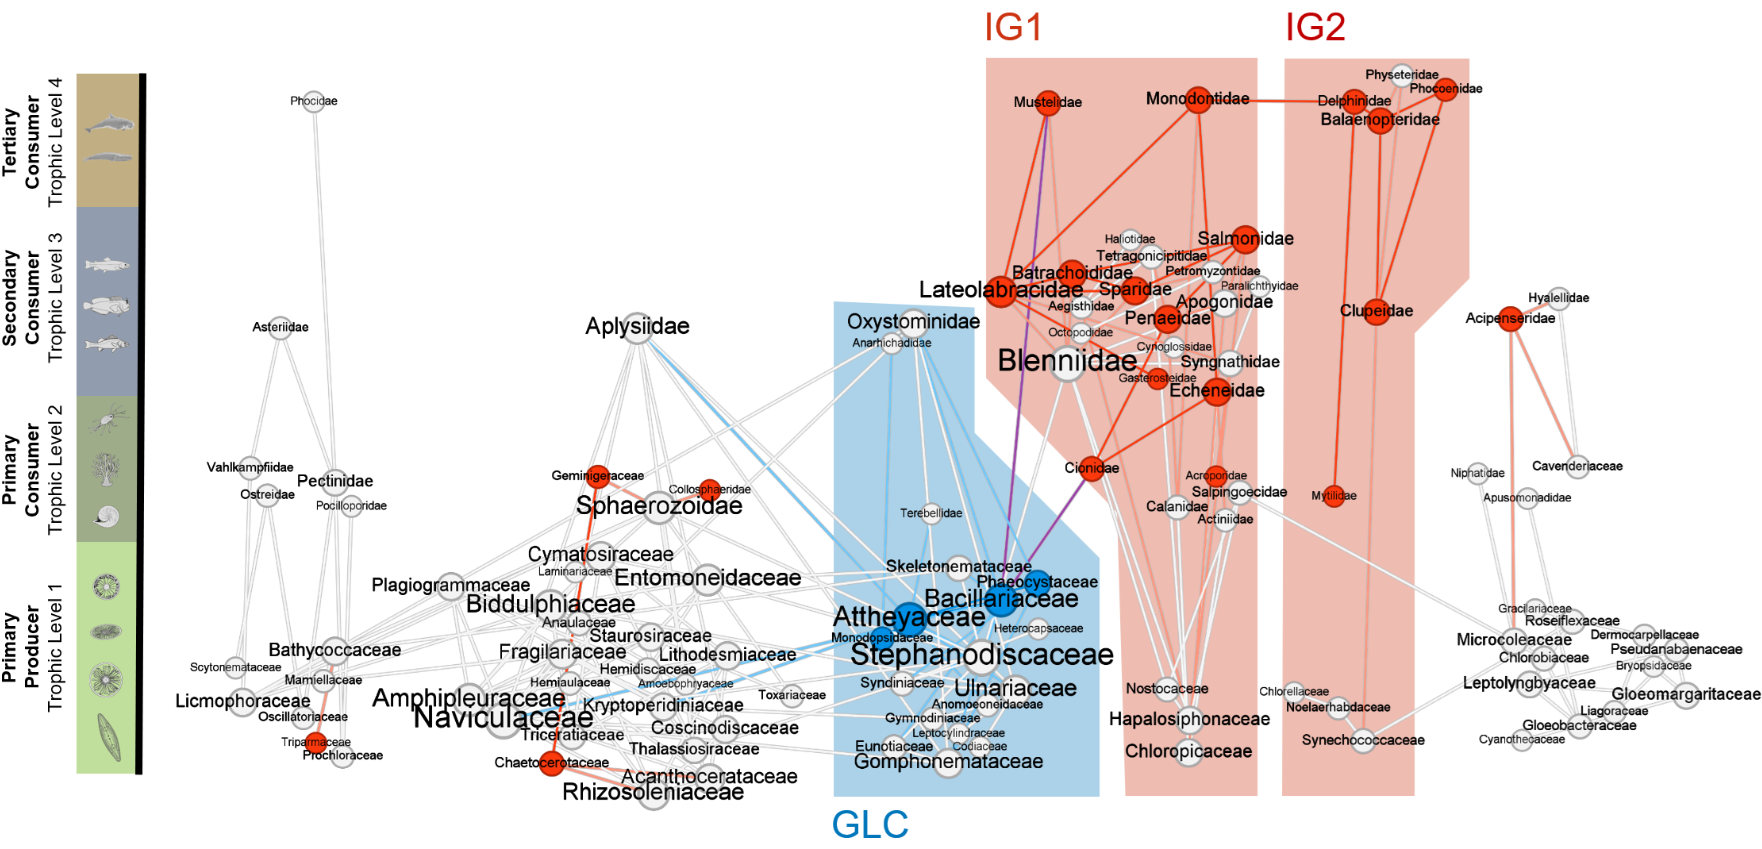 IG1
IG2
Tertiary
Consumer
Trophic Level 4
Secondary
Consumer
Trophic Level 3
Primary
Consumer
Trophic Level 2
Primary
Producer
Trophic Level 1
Phocidae
Mustelidae
Monodontidae
Delphinidae
Physeteridae
Phocoenidae
Balaenopteridae
Asteriidae
Aplysiidae
Oxystominidae
Anarhichadidae
Haliotidae
Salmonidae
Tetragonicipitidae
Batrachoididae
Petromyzontidae
Lateolabracidae
Sparidae
Paralichthyidae
Aegisthidae
Apogonidae
Penaeidae
Octopodidae
Cynoglossidae
Blenniidae
Syngnathidae
Gasterosteidae
Echeneidae
Clupeidae
Acipenseridae
Hyalellidae
Vahlkampfiidae
Pectinidae
Ostreidae
Pocilloporidae
Geminigeraceae
Collosphaeridae
Sphaerozoidae
Terebellidae
Cionidae
Acroporidae
Salpingoecidae
Calanidae
Actiniidae
Mytilidae
Niphatidae
Cavenderiaceae
Apusomonadidae
Cymatosiraceae
Laminariaceae
Entomoneidaceae
Plagiogrammaceae
Biddulphiaceae
Anaulaceae
Staurosiraceae
Bathycoccaceae
Fragilariaceae
Lithodesmiaceae
Scytonemataceae
Hemidiscaceae
Mamiellaceae
Hemiaulaceae
Amoebophryaceae
Toxariaceae
Licmophoraceae
Amphipleuraceae
Kryptoperidiniaceae
Oscillatoriaceae
Naviculaceae
Triceratiaceae
Coscinodiscaceae
Triparmaceae
Prochloraceae
Thalassiosiraceae
Chaetocerotaceae
Acanthocerataceae
Rhizosoleniaceae
Skeletonemataceae
Phaeocystaceae
Bacillariaceae
Attheyaceae
Monodopsidaceae
Heterocapsaceae
Stephanodiscaceae
Syndiniaceae
Ulnariaceae
Anomoeoneidaceae
Gymnodiniaceae
Leptocylindraceae
Eunotiaceae
Codiaceae
Gomphonemataceae
Nostocaceae
Hapalosiphonaceae
Chloropicaceae
Chlorellaceae
Noelaerhabdaceae
Synechococcaceae
Gracilariaceae
Roseiflexaceae
Microcoleaceae
Dermocarpellaceae
Pseudanabaenaceae
Chlorobiaceae
Bryopsidaceae
Leptolyngbyaceae
Gloeomargaritaceae
Liagoraceae
Gloeobacteraceae
Cyanothecaceae
GLC